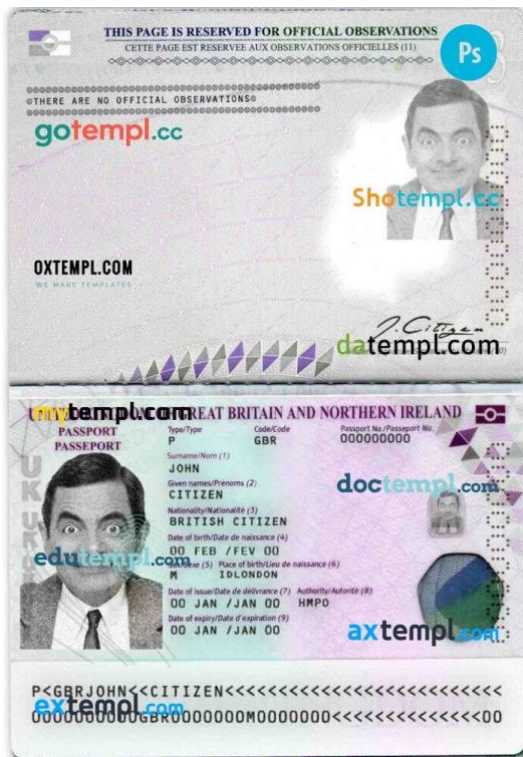 THIS PAGE IS RESERVED FOR OFFICIAL OBSERVATIONS
CETTE PAGE EST RESERVEE AUX OBSERVATIONS OFFICIELLES (11)
Ps
THERE ARE NO OFFICIAL OBSERVATIONS
gotempl.cc
Shotempl.cc
OXTEMPL.COM
WE MAKE TEMPLATES
J. Citizen
datempl.com
mytempl.com
GREAT BRITAIN AND NORTHERN IRELAND
PASSPORT
PASSEPORT
Type/Type Code/Code Passport No./Passeport No.
P GBR 000000000
Surname/Nom (1)
JOHN
Given names/Prenoms (2)
CITIZEN
doctempl.com
Nationality/Nationalité (3)
BRITISH CITIZEN
Date of birth/Date de naissance (4)
00 FEB /FEV 00
edutempl.com
Sexe (5) Place of birth/Lieu de naissance (6)
M IDLONDON
Date of issue/Date de délivrance (7) Authority/Autorité (8)
00 JAN /JAN 00 HMPO
Date of expiry/Date d'expiration (9)
00 JAN /JAN 00
axtempl.com
P<GBRJOHN<<CITIZEN<<<<<<<<<<<<<<<<<<<<<<<<<<
extempl.com
0000000000GBR0000000M0000000<<<<<<<<<<<<<<00